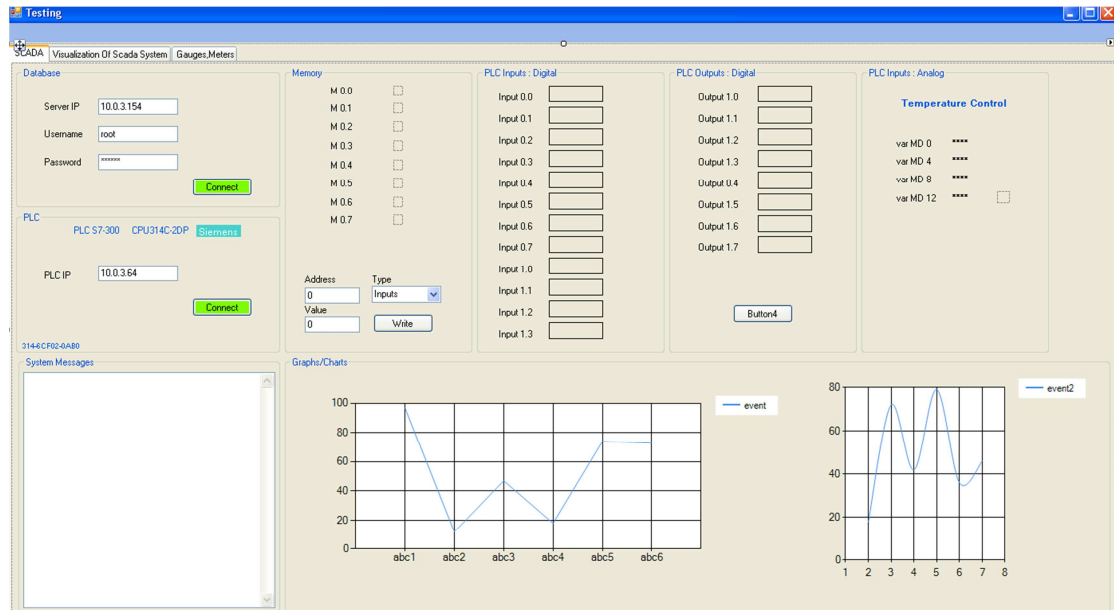 Testing
SCADA
Visualization Of Scada System
Gauges,Meters
Database
Server IP
10.0.3.154
Username
root
Password
******
Connect
PLC
PLC S7-300 CPU314C-2DP Siemens
PLC IP
10.0.3.64
Connect
314-6CF02-0AB0
Memory
M 0.0
M 0.1
M 0.2
M 0.3
M 0.4
M 0.5
M 0.6
M 0.7
Address
Type
0
Inputs
Value
0
Write
PLC Inputs : Digital
Input 0.0
Input 0.1
Input 0.2
Input 0.3
Input 0.4
Input 0.5
Input 0.6
Input 0.7
Input 1.0
Input 1.1
Input 1.2
Input 1.3
PLC Outputs : Digital
Output 1.0
Output 1.1
Output 1.2
Output 1.3
Output 0.4
Output 1.5
Output 1.6
Output 1.7
Button4
PLC Inputs : Analog
Temperature Control
var MD 0 ****
var MD 4 ****
var MD 8 ****
var MD 12 ****
System Messages
Graphs/Charts
100
80
60
40
20
0
abc1 abc2 abc3 abc4 abc5 abc6
event
80
60
40
20
0
1 2 3 4 5 6 7 8
event2